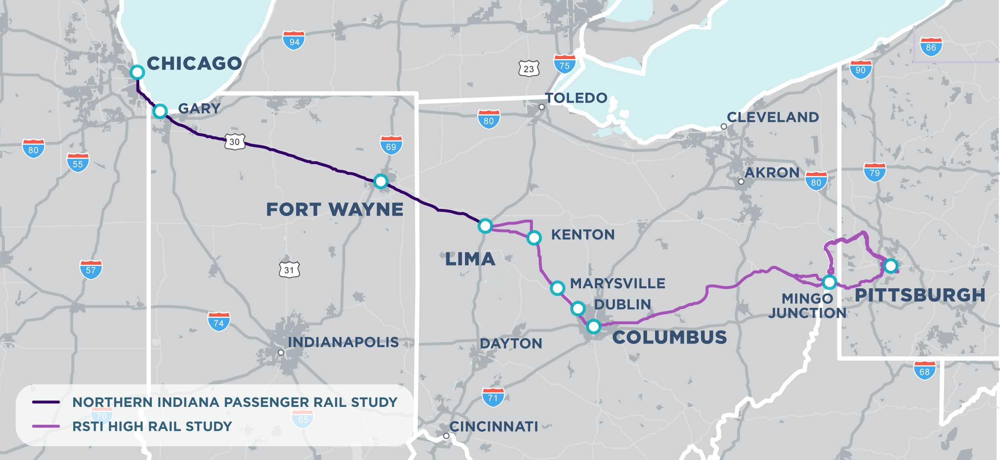 86
94
CHICAGO
75
23
90
TOLEDO
GARY
80
CLEVELAND
30
69
80
55
79
AKRON
80
FORT WAYNE
KENTON
LIMA
57
31
MARYSVILLE
PITTSBURGH
MINGO
JUNCTION
DUBLIN
74
COLUMBUS
INDIANAPOLIS
DAYTON
68
71
NORTHERN INDIANA PASSENGER RAIL STUDY
70
65
RSTI HIGH RAIL STUDY
CINCINNATI